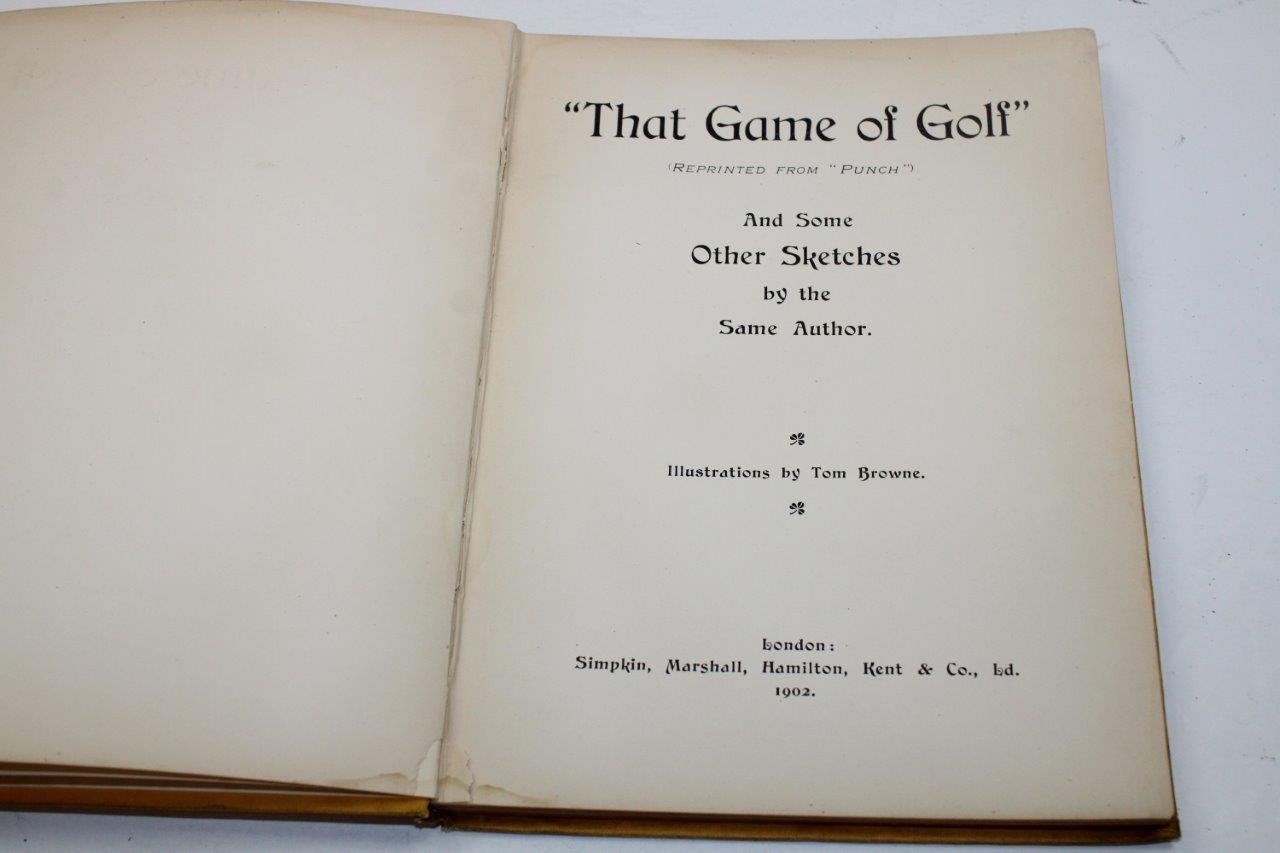 “That Game of Golf”
(Reprinted from “Punch”)
And Some
Other Sketches
by the
Same Author.
Illustrations by Tom Browne.
London:
Simpkin, Marshall, Hamilton, Kent & Co., Ld.
1902.